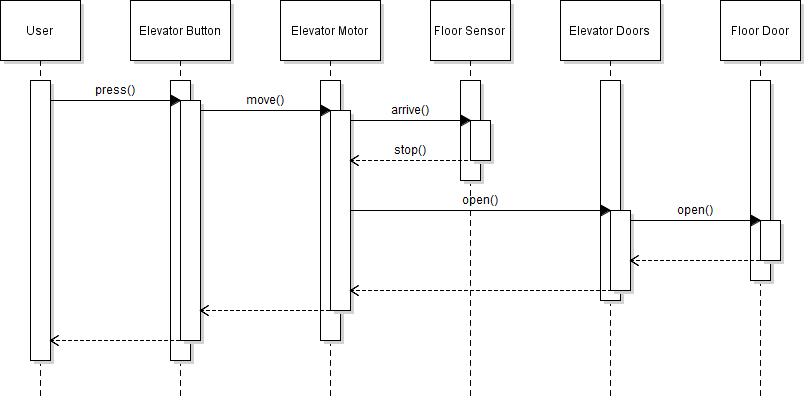 User
Elevator Button
Elevator Motor
Floor Sensor
Elevator Doors
Floor Door
press()
move()
arrive()
stop()
open()
open()